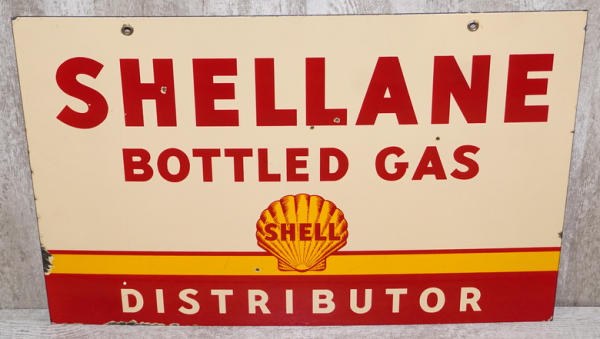 SHELLANE
BOTTLED GAS
SHELL
DISTRIBUTOR